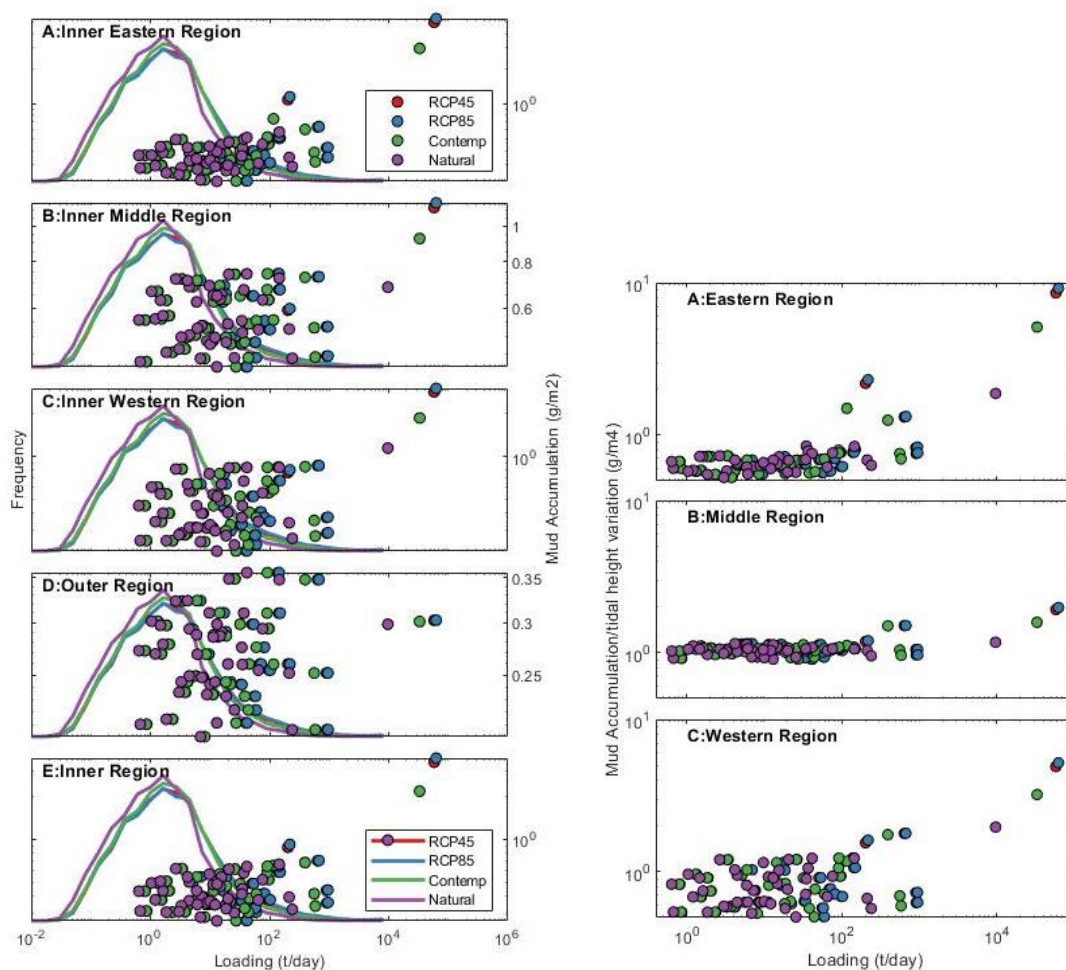 A:Inner Eastern Region
RCP45
RCP85
Contemp
Natural
10^0
B:Inner Middle Region
1
0.8
0.6
C:Inner Western Region
10^0
D:Outer Region
0.35
0.3
0.25
E:Inner Region
RCP45
RCP85
Contemp
Natural
10^0
Frequency
Mud Accumulation (g/m2)
10^-2
10^0
10^2
10^4
10^6
Loading (t/day)
A:Eastern Region
10^1
10^0
B:Middle Region
10^1
10^0
C:Western Region
10^1
10^0
Mud Accumulation/tidal height variation (g/m4)
10^0
10^2
10^4
Loading (t/day)